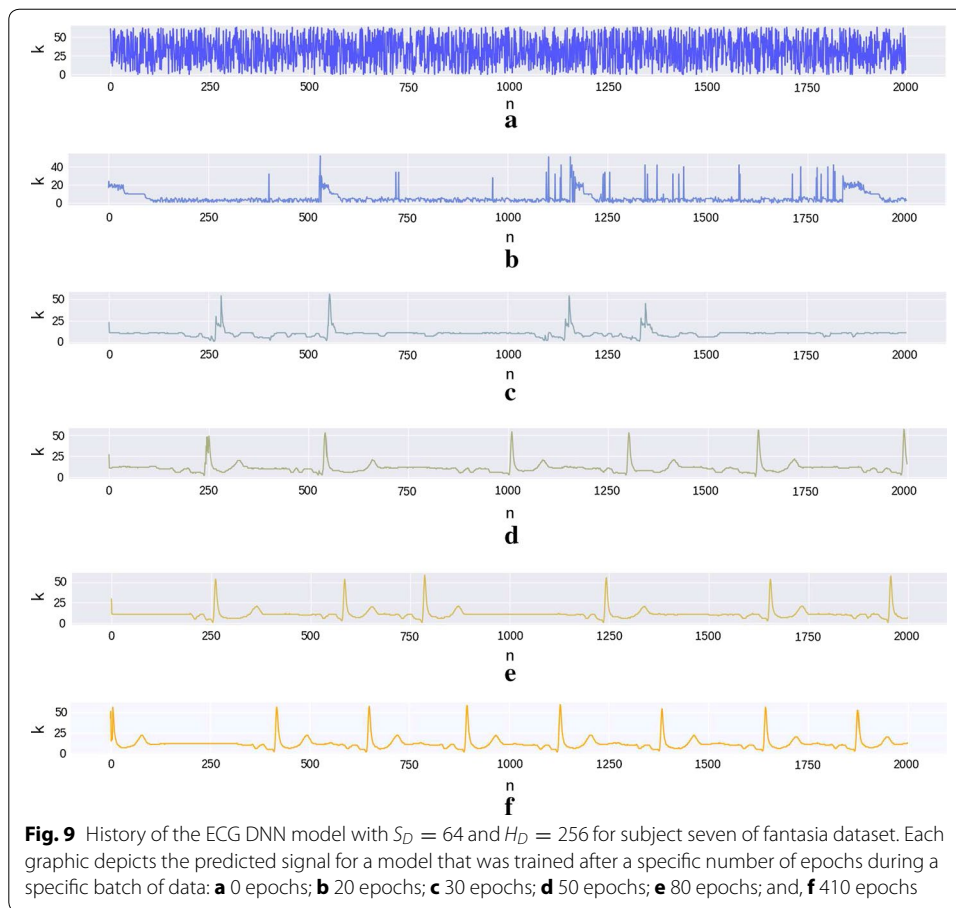 50
25
0
k
0 250 500 750 1000 1250 1500 1750 2000
n
a
40
20
0
k
0 250 500 750 1000 1250 1500 1750 2000
n
b
50
25
0
k
0 250 500 750 1000 1250 1500 1750 2000
n
c
50
25
0
k
0 250 500 750 1000 1250 1500 1750 2000
n
d
50
25
0
k
0 250 500 750 1000 1250 1500 1750 2000
n
e
50
25
0
k
0 250 500 750 1000 1250 1500 1750 2000
n
f
Fig. 9 History of the ECG DNN model with S_D = 64 and H_D = 256 for subject seven of fantasia dataset. Each
graphic depicts the predicted signal for a model that was trained after a specific number of epochs during a
specific batch of data: a 0 epochs; b 20 epochs; c 30 epochs; d 50 epochs; e 80 epochs; and, f 410 epochs